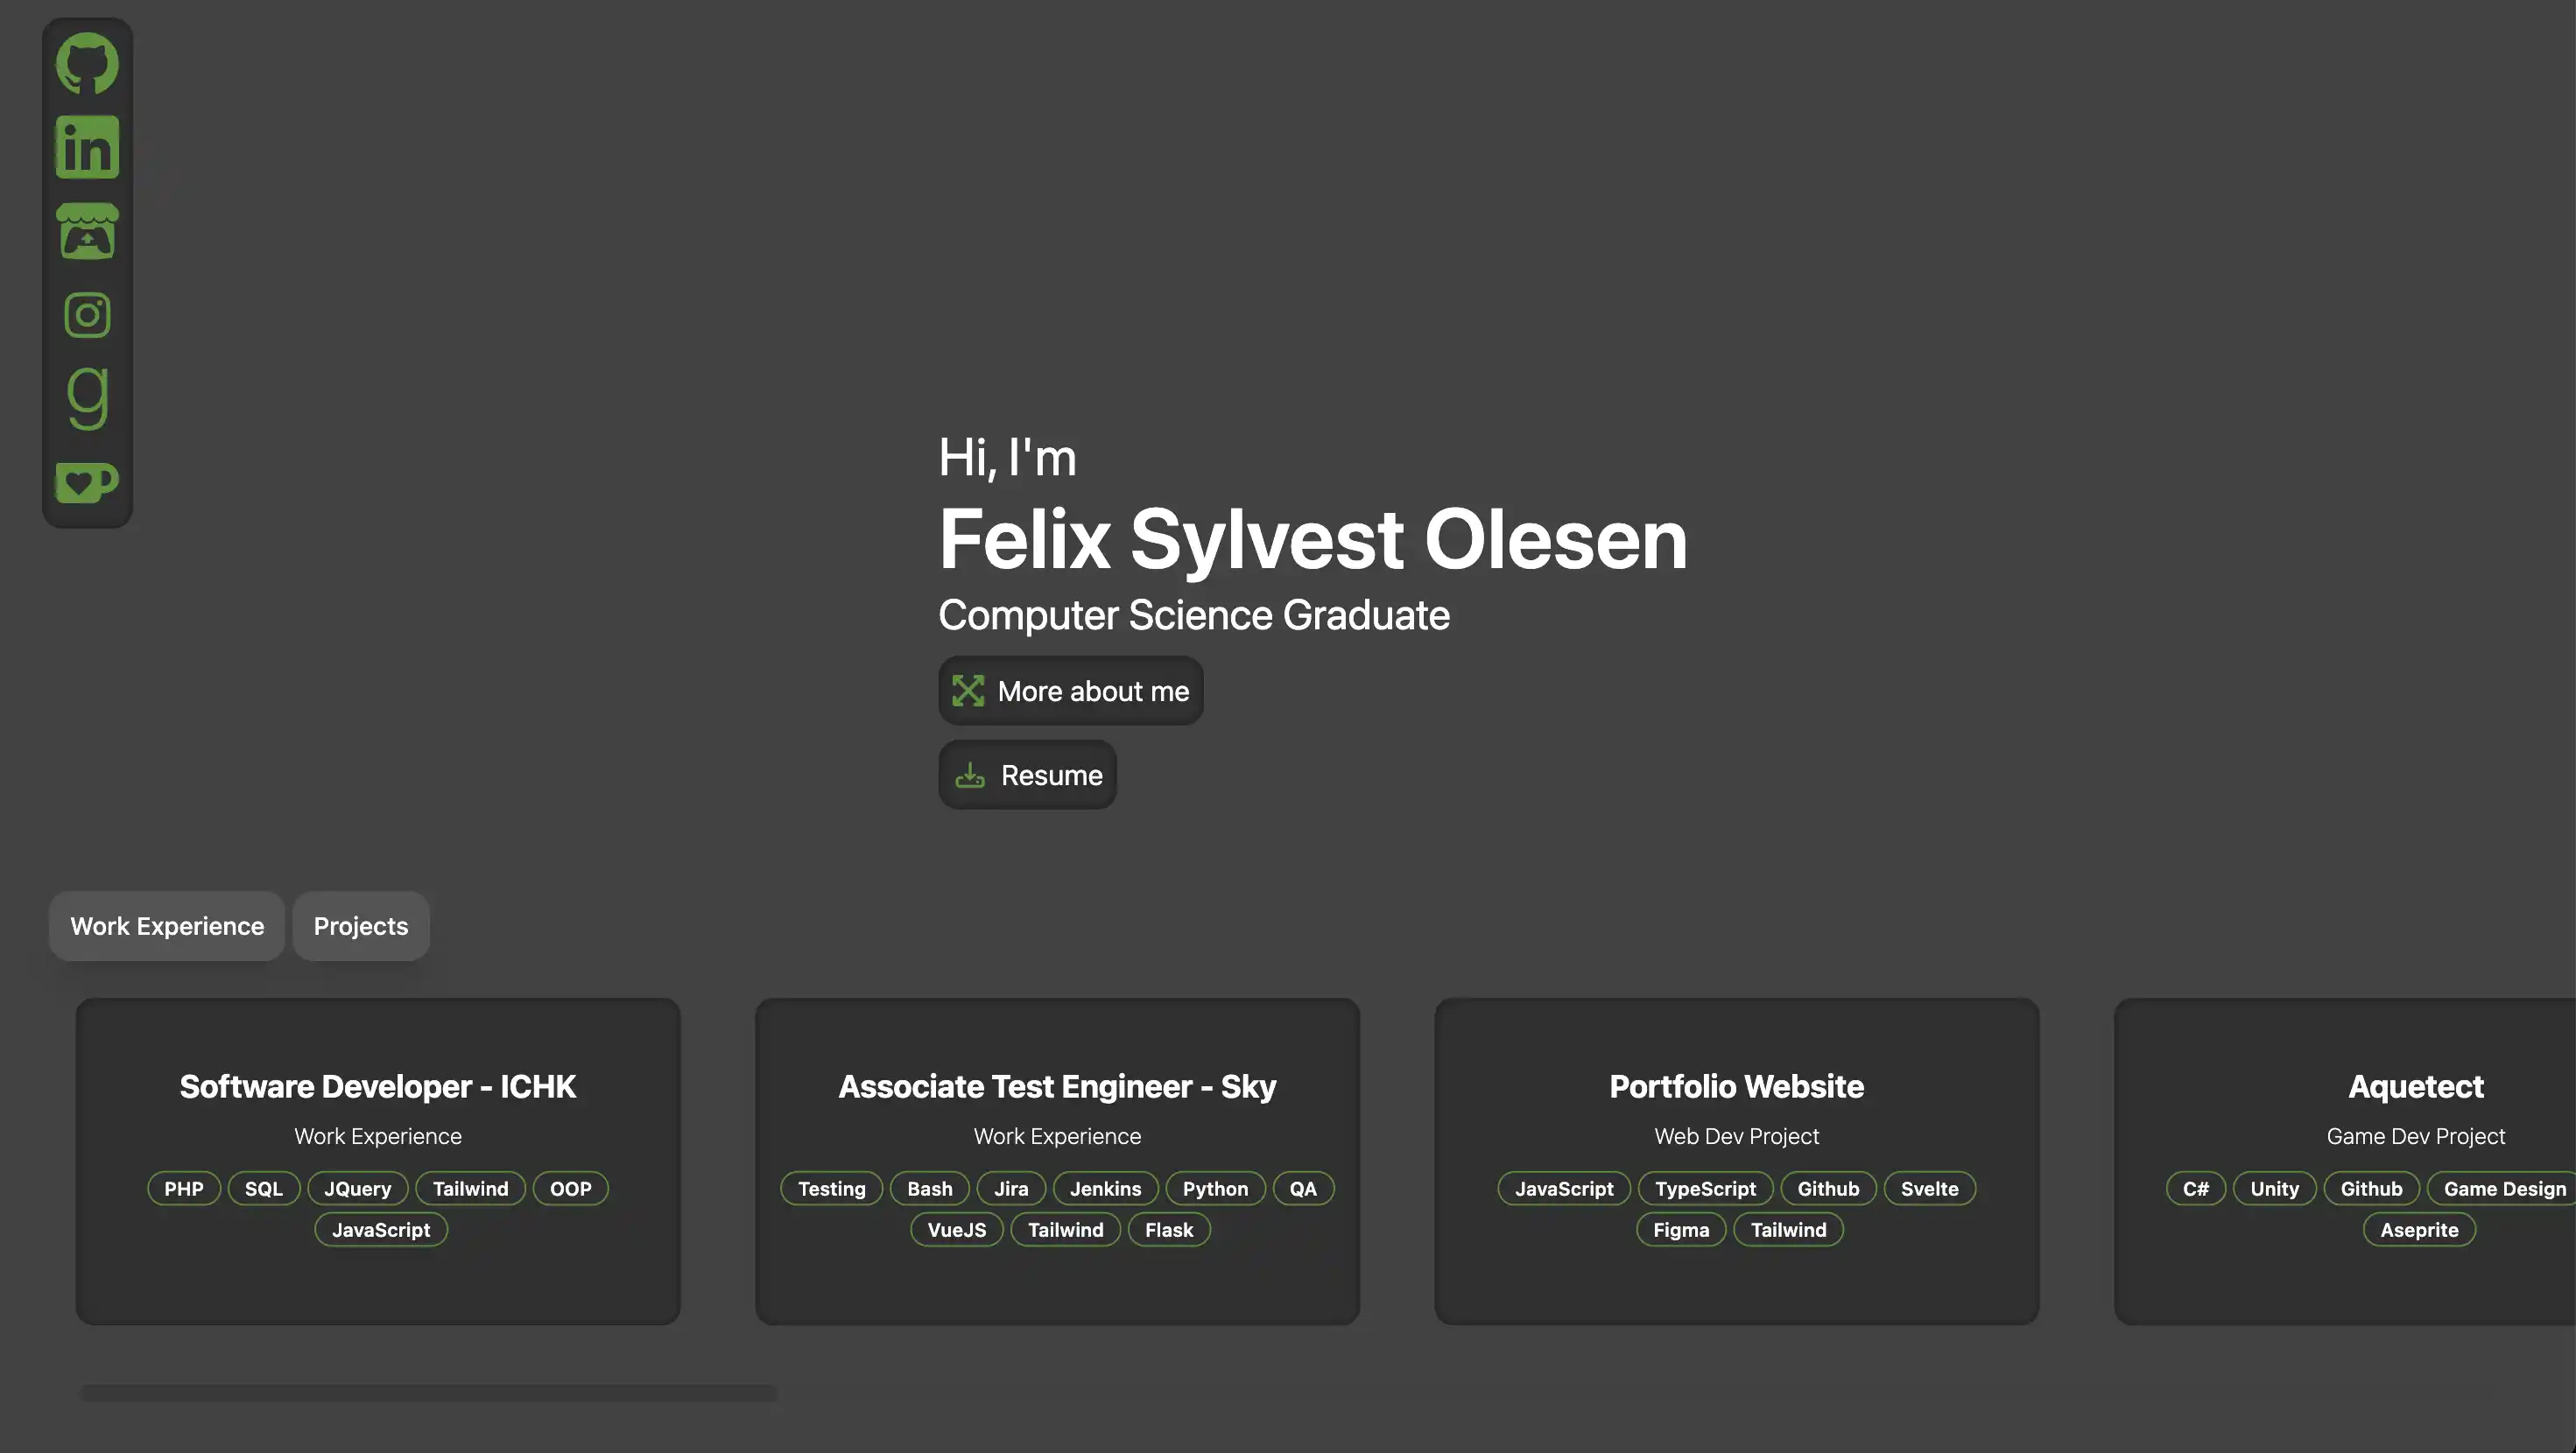 in
g
Hi, I'm
Felix Sylvest Olesen
Computer Science Graduate
More about me
Resume
Work Experience
Projects
Software Developer - ICHK
Work Experience
PHP SQL JQuery Tailwind OOP
JavaScript
Associate Test Engineer - Sky
Work Experience
Testing Bash Jira Jenkins Python QA
VueJS Tailwind Flask
Portfolio Website
Web Dev Project
JavaScript TypeScript Github Svelte
Figma Tailwind
Aquetect
Game Dev Project
C# Unity Github Game Design
Aseprite